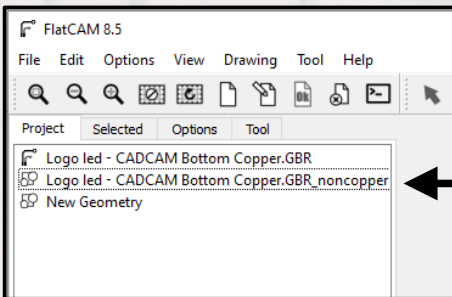 FlatCAM 8.5
File Edit Options View Drawing Tool Help
Ok
>-
Project Selected Options Tool
Logo led - CADCAM Bottom Copper.GBR
Logo led - CADCAM Bottom Copper.GBR_noncopper
New Geometry